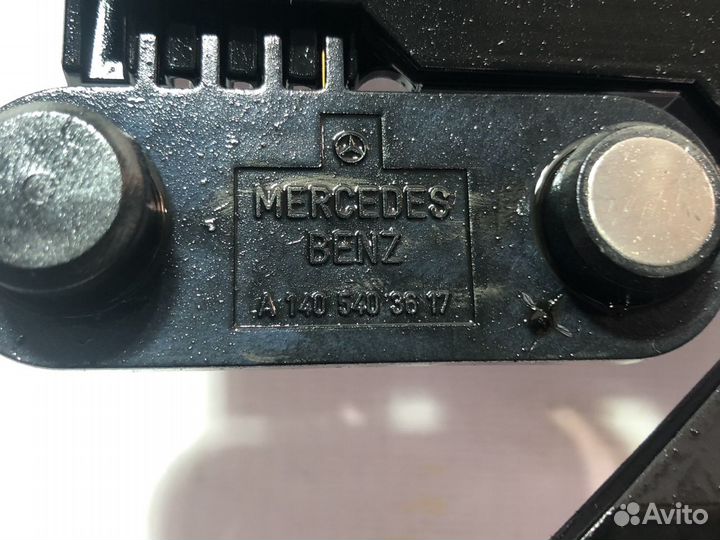 MERCEDES
BENZ
A 140 540 36 17
Avito